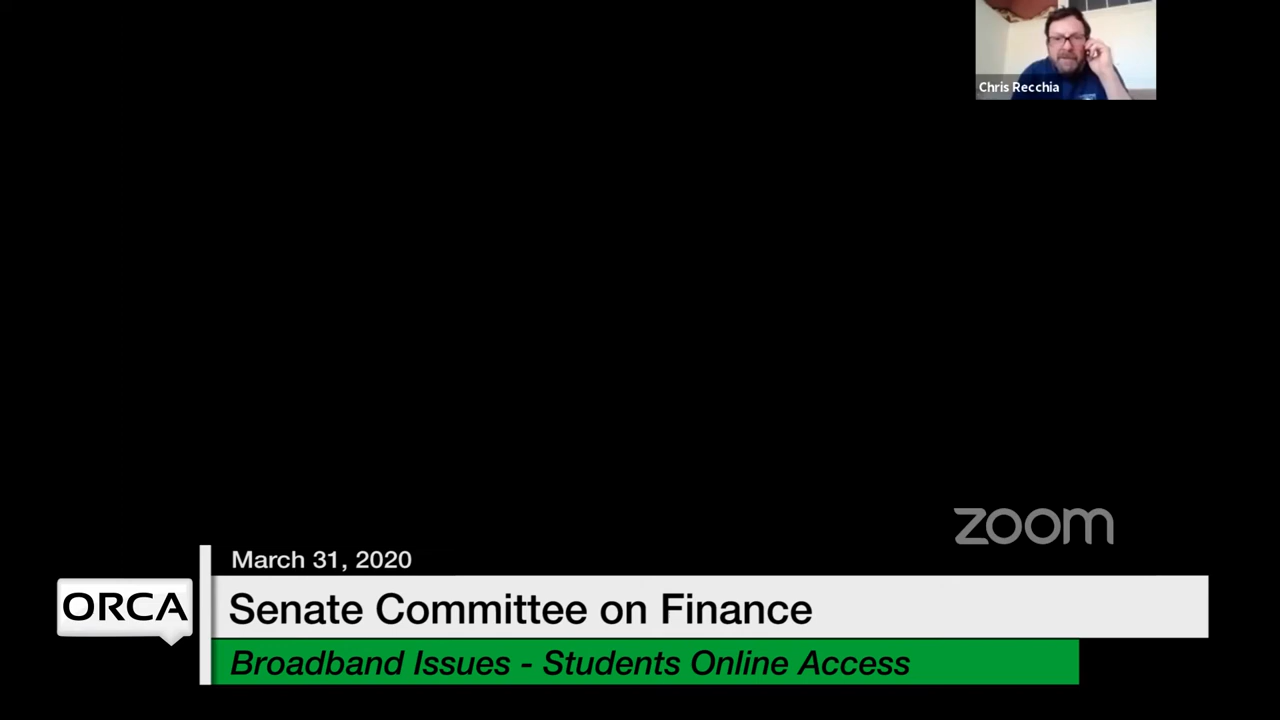 Chris Recchia
zoom
March 31, 2020
ORCA
Senate Committee on Finance
Broadband Issues - Students Online Access